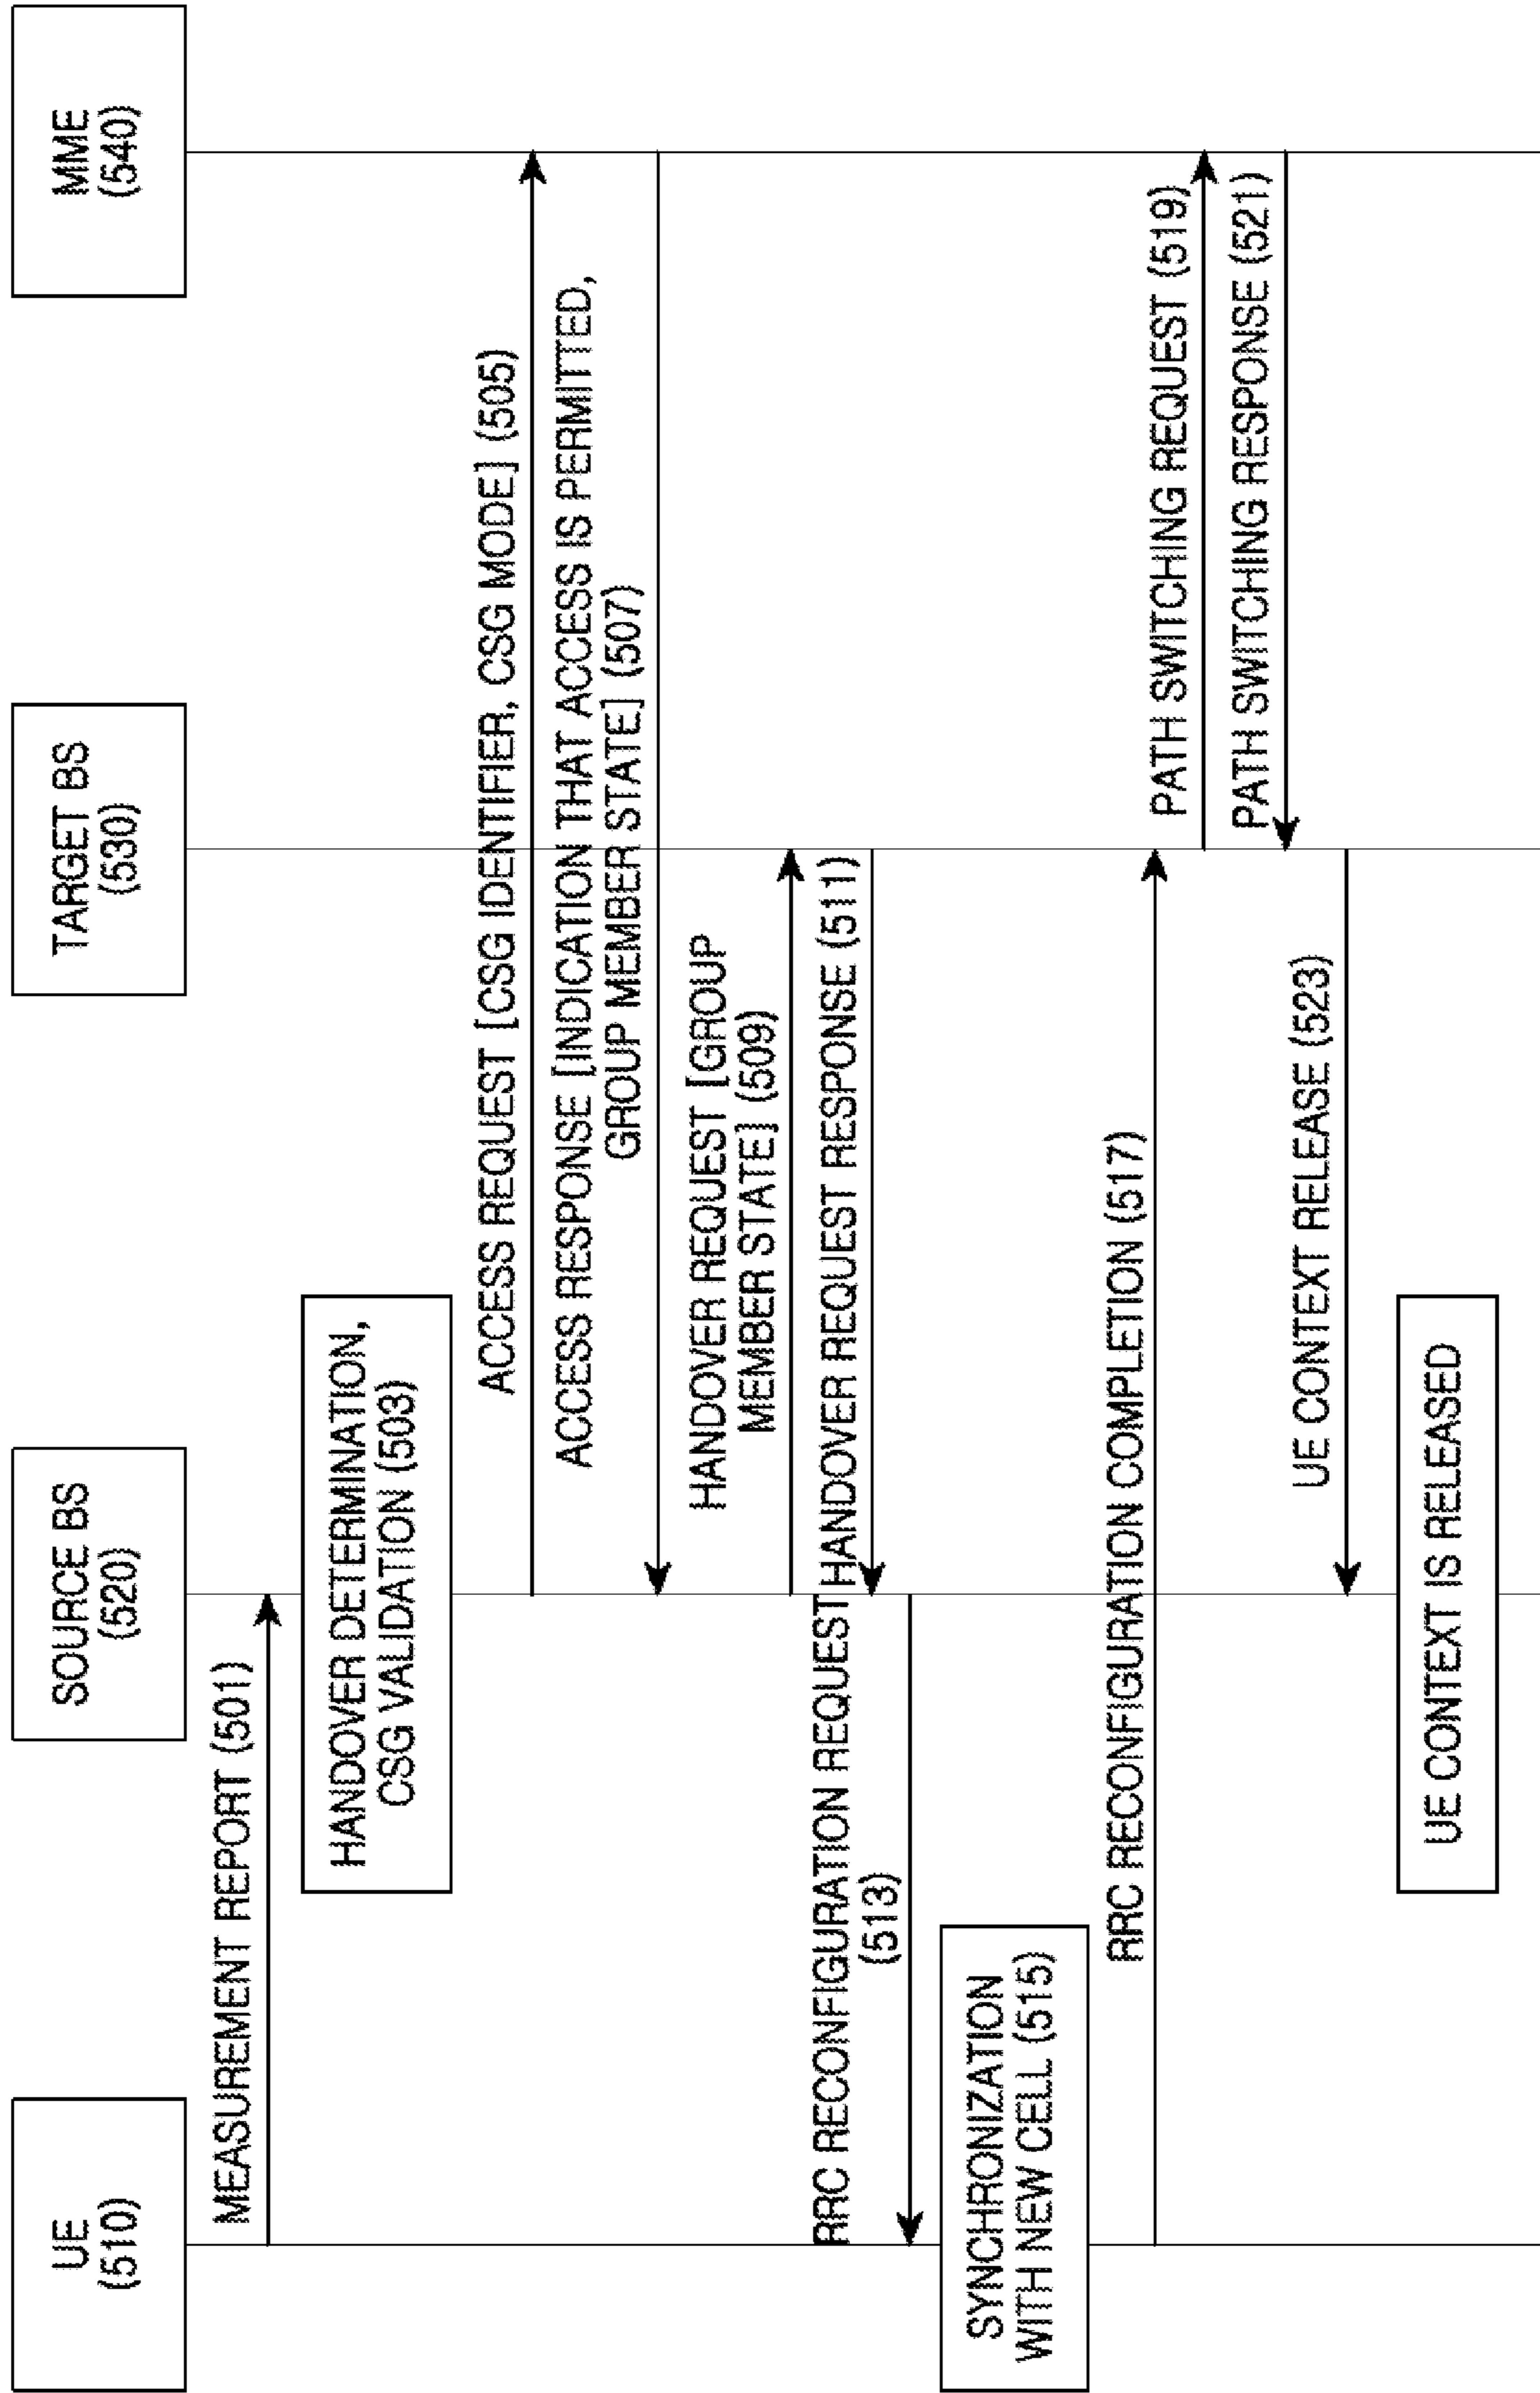 UE
(510)
SOURCE BS
(520)
TARGET BS
(530)
MME
(540)
MEASUREMENT REPORT (501)
HANDOVER DETERMINATION,
CSG VALIDATION (503)
ACCESS REQUEST [CSG IDENTIFIER, CSG MODE] (505)
ACCESS RESPONSE [INDICATION THAT ACCESS IS PERMITTED,
GROUP MEMBER STATE] (507)
HANDOVER REQUEST [GROUP
MEMBER STATE] (509)
HANDOVER REQUEST RESPONSE (511)
RRC RECONFIGURATION REQUEST
(513)
SYNCHRONIZATION
WITH NEW CELL (515)
RRC RECONFIGURATION COMPLETION (517)
PATH SWITCHING REQUEST (519)
PATH SWITCHING RESPONSE (521)
UE CONTEXT RELEASE (523)
UE CONTEXT IS RELEASED